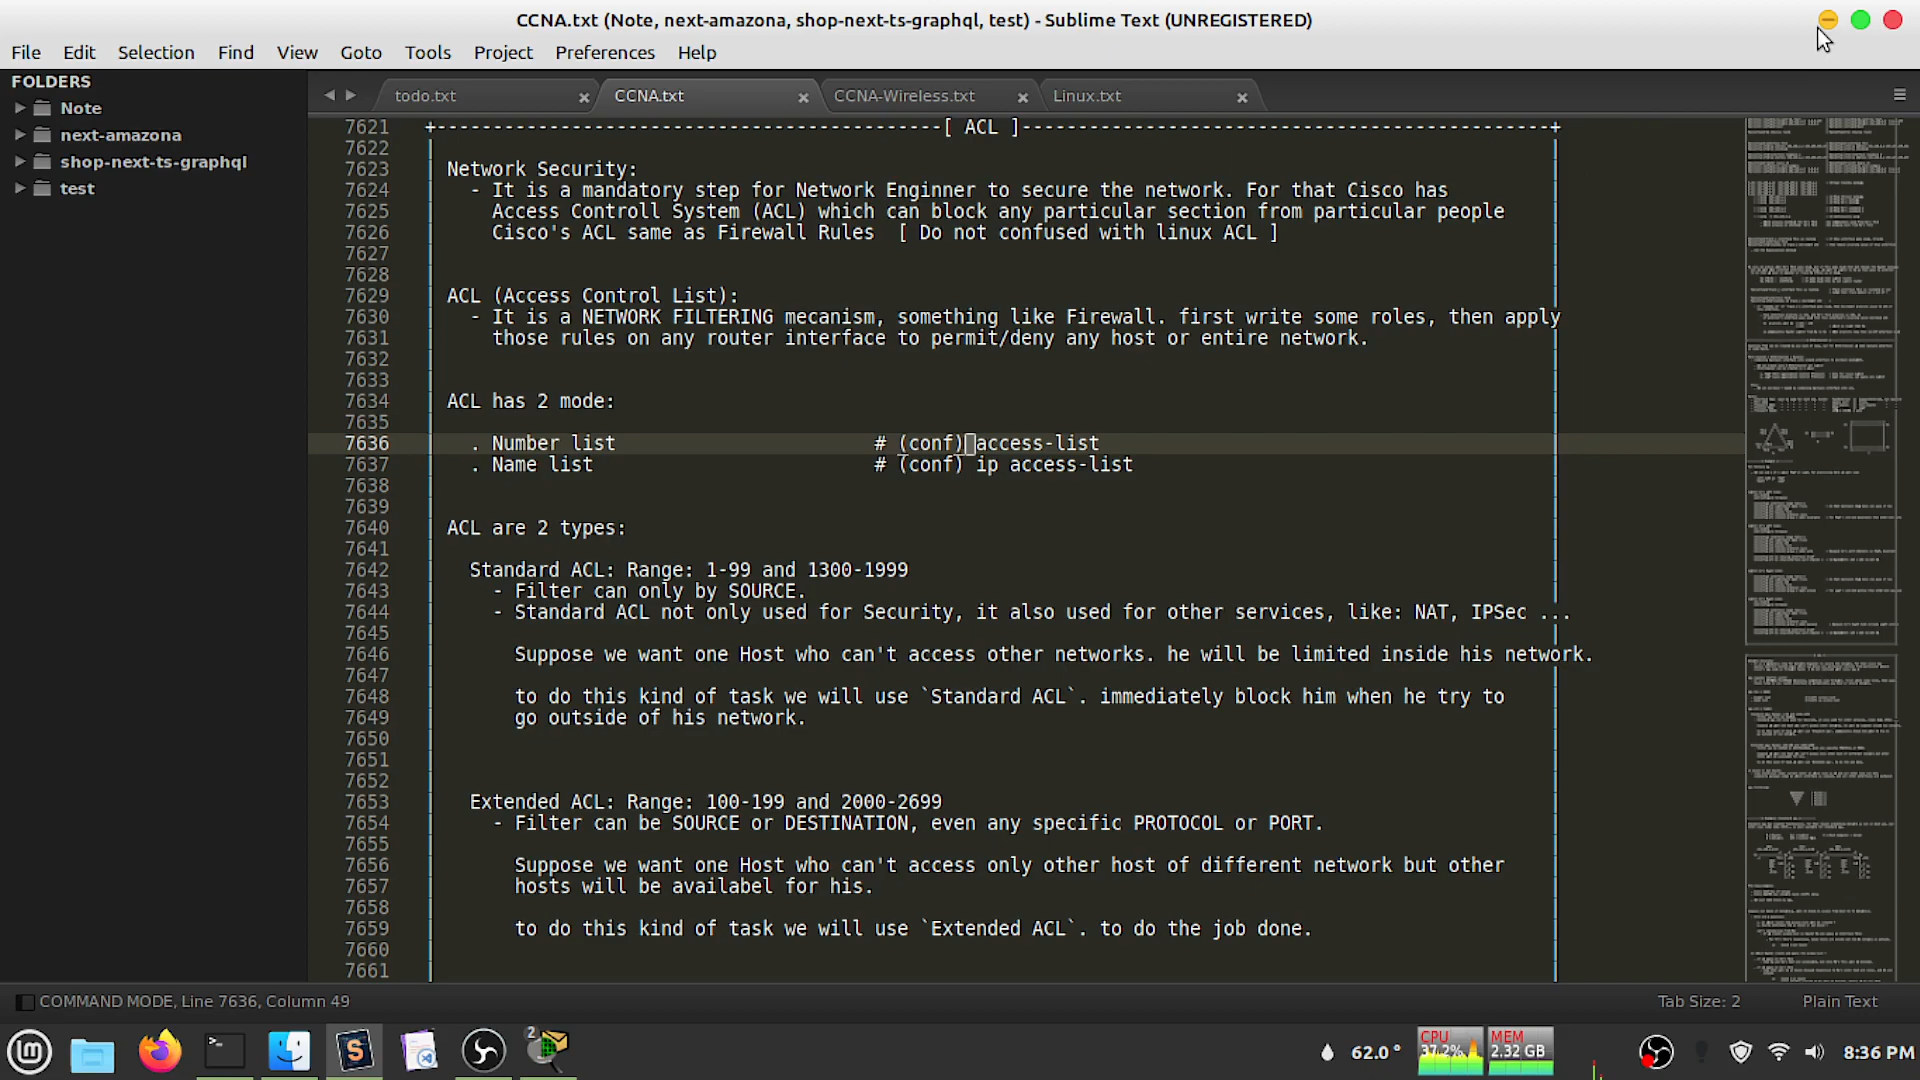 CCNA.txt (Note, next-amazona, shop-next-ts-graphql, test) - Sublime Text (UNREGISTERED)
File Edit Selection Find View Goto Tools Project Preferences Help
FOLDERS
Note
next-amazona
shop-next-ts-graphql
test
todo.txt CCNA.txt CCNA-Wireless.txt Linux.txt
7621 +----------------------------------------------[ ACL ]-----------------------------------------------+
7622
7623 Network Security:
7624 - It is a mandatory step for Network Enginner to secure the network. For that Cisco has
7625 Access Controll System (ACL) which can block any particular section from particular people
7626 Cisco's ACL same as Firewall Rules [ Do not confused with linux ACL ]
7627
7628
7629 ACL (Access Control List):
7630 - It is a NETWORK FILTERING mecanism, something like Firewall. first write some roles, then apply
7631 those rules on any router interface to permit/deny any host or entire network.
7632
7633
7634 ACL has 2 mode:
7635
7636 . Number list # (conf) access-list
7637 . Name list # (conf) ip access-list
7638
7639
7640 ACL are 2 types:
7641
7642 Standard ACL: Range: 1-99 and 1300-1999
7643 - Filter can only by SOURCE.
7644 - Standard ACL not only used for Security, it also used for other services, like: NAT, IPSec ...
7645
7646 Suppose we want one Host who can't access other networks. he will be limited inside his network.
7647
7648 to do this kind of task we will use `Standard ACL`. immediately block him when he try to
7649 go outside of his network.
7650
7651
7652
7653 Extended ACL: Range: 100-199 and 2000-2699
7654 - Filter can be SOURCE or DESTINATION, even any specific PROTOCOL or PORT.
7655
7656 Suppose we want one Host who can't access only other host of different network but other
7657 hosts will be availabel for his.
7658
7659 to do this kind of task we will use `Extended ACL`. to do the job done.
7660
7661
COMMAND MODE, Line 7636, Column 49 Tab Size: 2 Plain Text
2 62.0 ° CPU 37.2% MEM 2.32 GB 8:36 PM